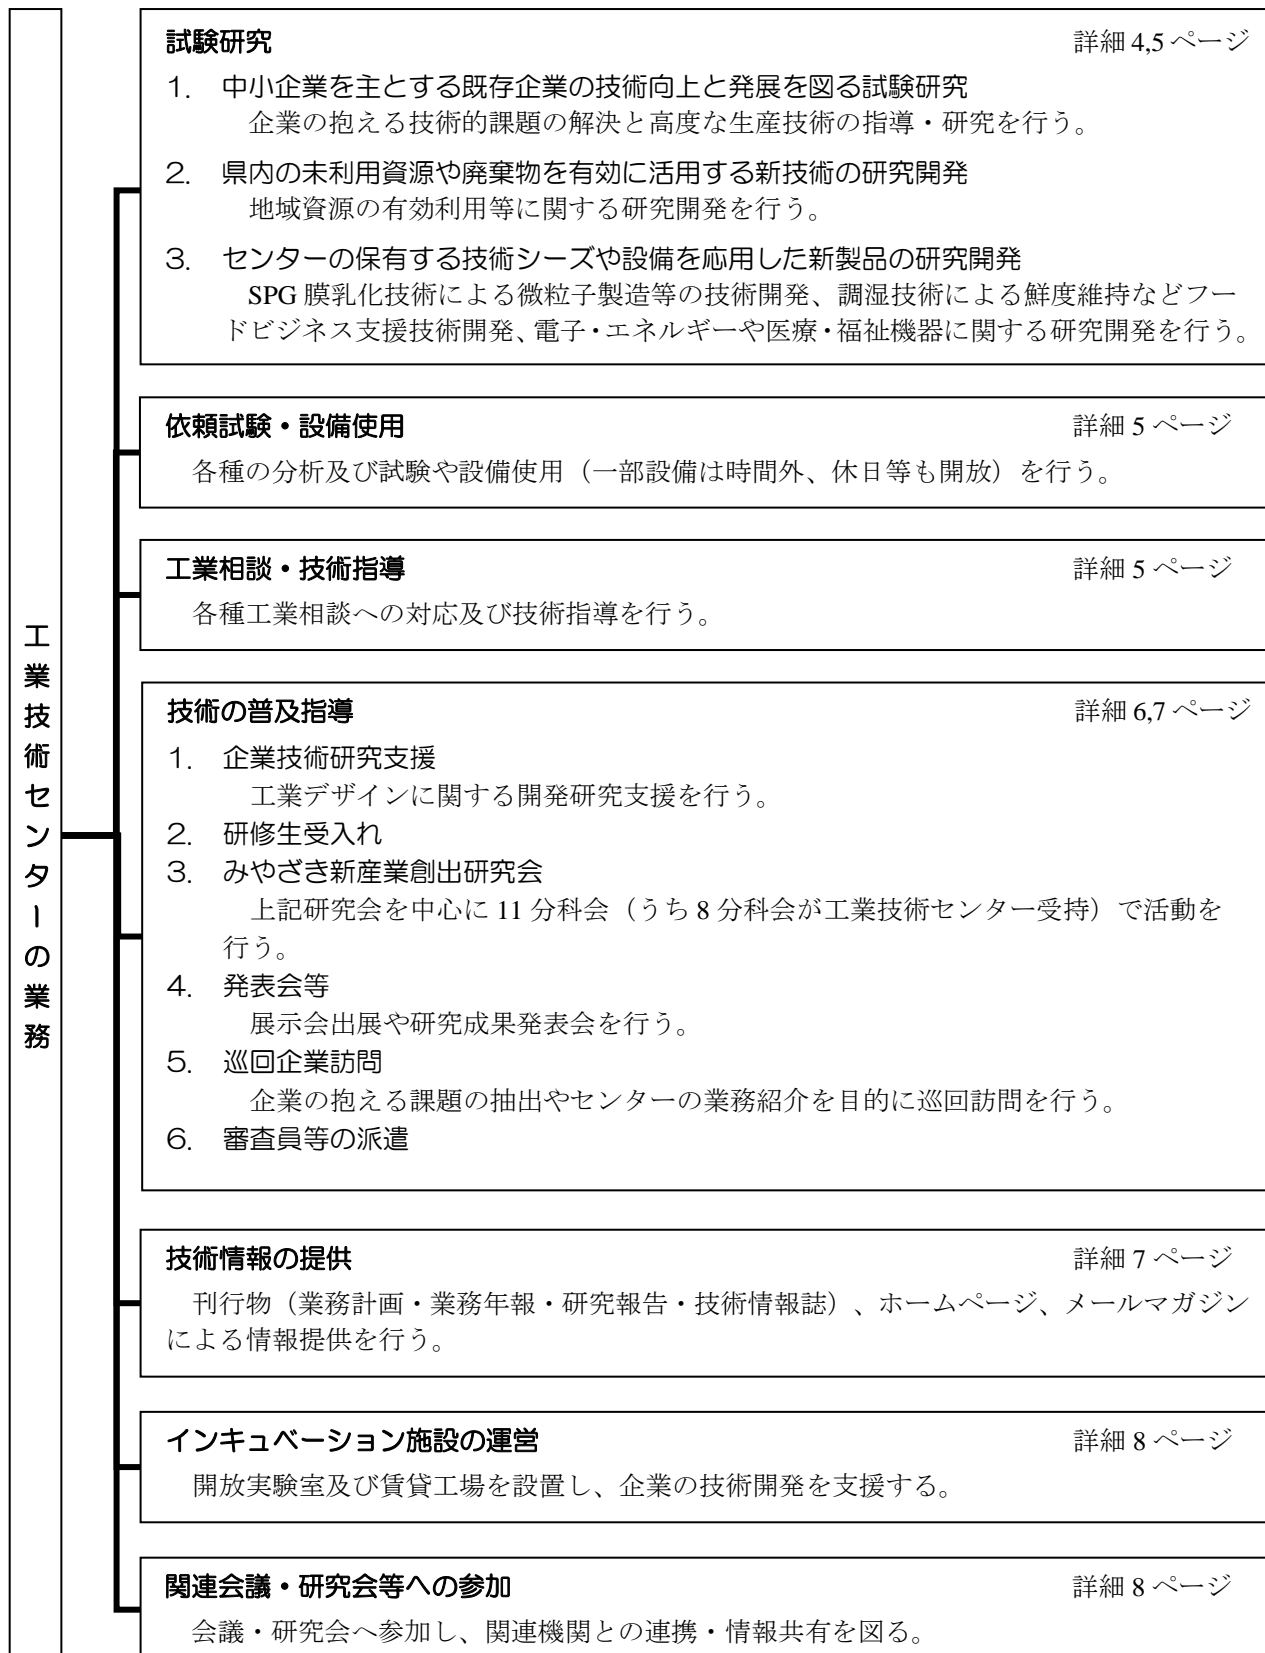 工業技術センターの業務
試験研究 詳細 4,5 ページ
1. 中小企業を主とする既存企業の技術向上と発展を図る試験研究
企業の抱える技術的課題の解決と高度な生産技術の指導・研究を行う。
2. 県内の未利用資源や廃棄物を有効に活用する新技術の研究開発
地域資源の有効利用等に関する研究開発を行う。
3. センターの保有する技術シーズや設備を応用した新製品の研究開発
SPG 膜乳化技術による微粒子製造等の技術開発、調湿技術による鮮度維持などフー
ドビジネス支援技術開発、電子・エネルギーや医療・福祉機器に関する研究開発を行う。
依頼試験・設備使用 詳細 5 ページ
各種の分析及び試験や設備使用（一部設備は時間外、休日等も開放）を行う。
工業相談・技術指導 詳細 5 ページ
各種工業相談への対応及び技術指導を行う。
技術の普及指導 詳細 6,7 ページ
1. 企業技術研究支援
工業デザインに関する開発研究支援を行う。
2. 研修生受入れ
3. みやざき新産業創出研究会
上記研究会を中心に 11 分科会（うち 8 分科会が工業技術センター受持）で活動を
行う。
4. 発表会等
展示会出展や研究成果発表会を行う。
5. 巡回企業訪問
企業の抱える課題の抽出やセンターの業務紹介を目的に巡回訪問を行う。
6. 審査員等の派遣
技術情報の提供 詳細 7 ページ
刊行物（業務計画・業務年報・研究報告・技術情報誌）、ホームページ、メールマガジン
による情報提供を行う。
インキュベーション施設の運営 詳細 8 ページ
開放実験室及び賃貸工場を設置し、企業の技術開発を支援する。
関連会議・研究会等への参加 詳細 8 ページ
会議・研究会へ参加し、関連機関との連携・情報共有を図る。